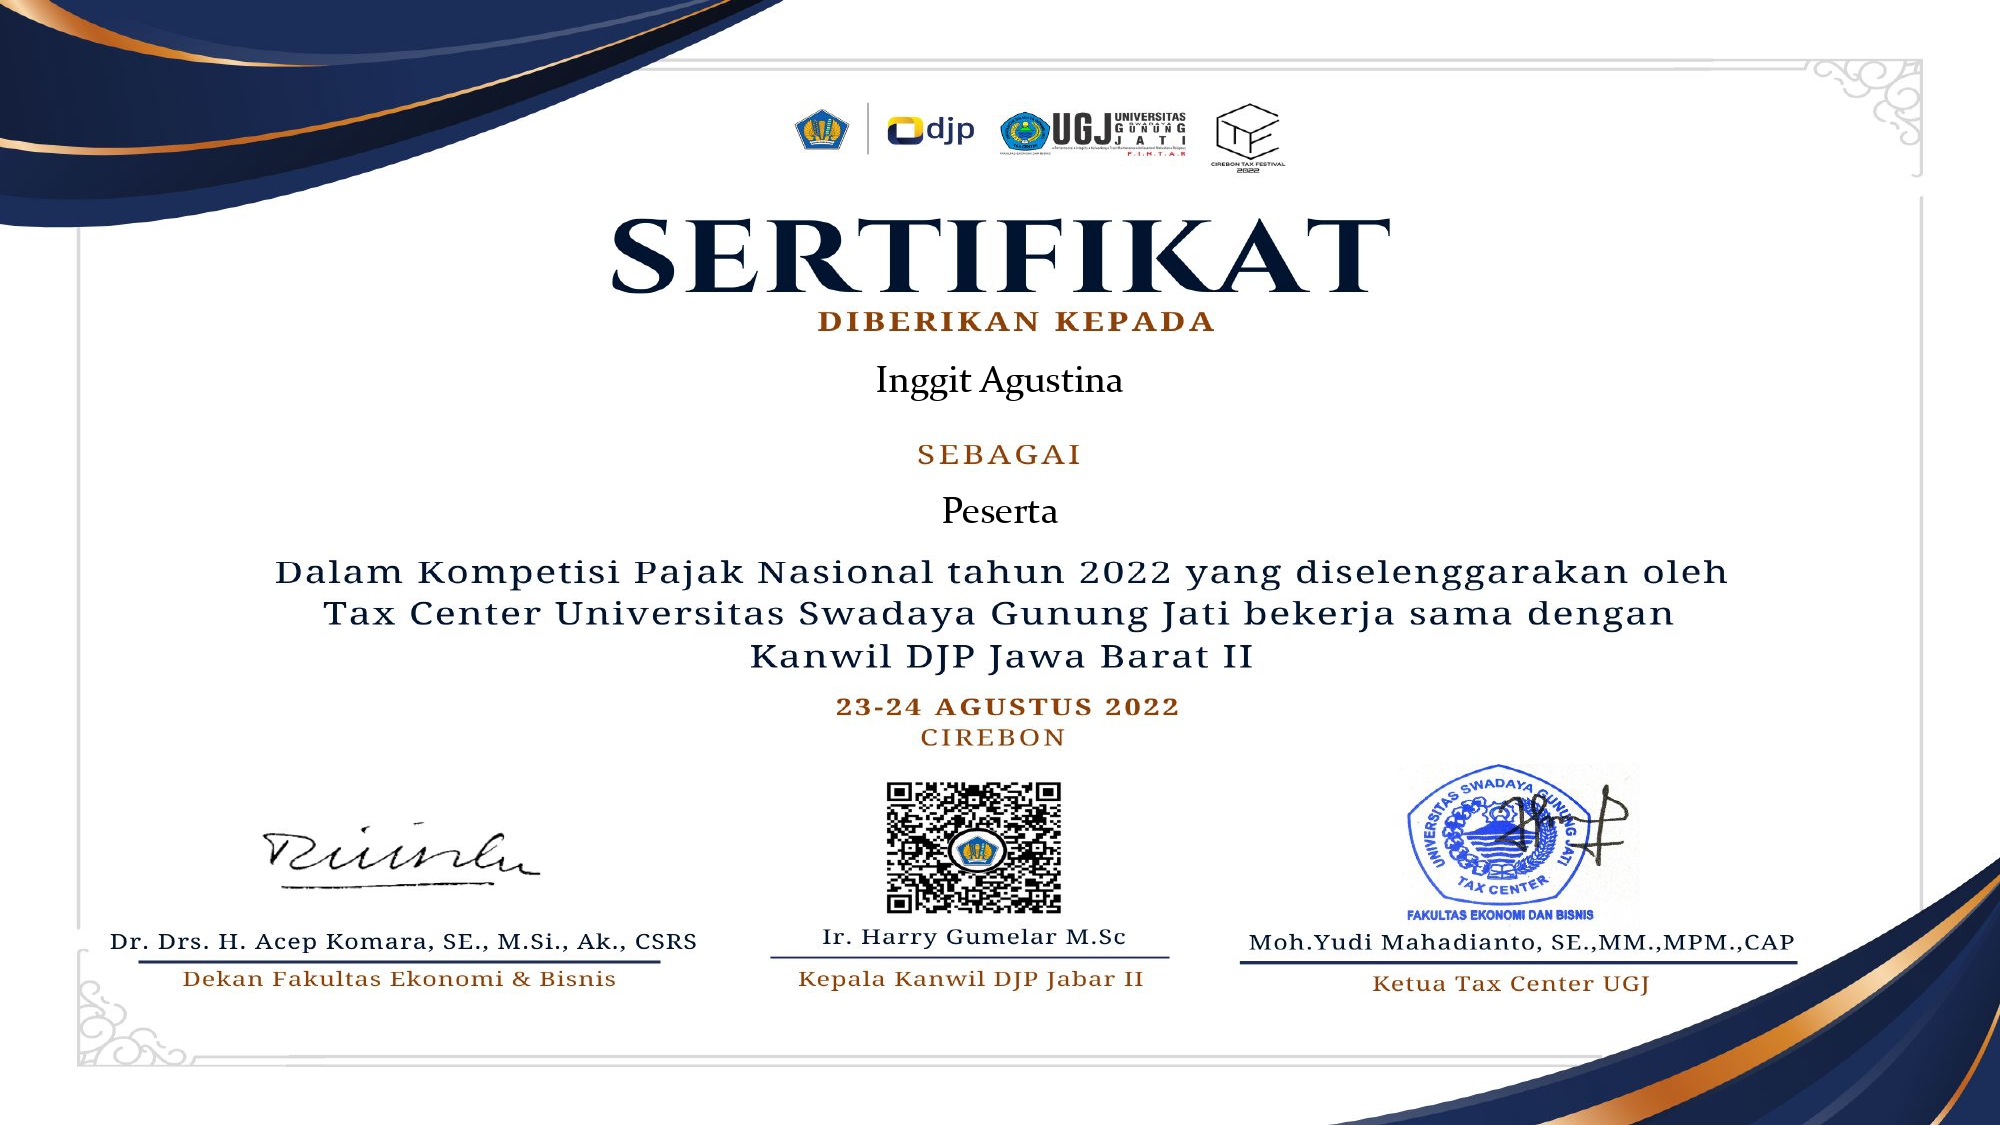 djp
UGJ UNIVERSITAS
SWADAYA
GUNUNG
JATI
F.I.N.T.A.R
CIREBON TAX FESTIVAL
2022
SERTIFIKAT
DIBERIKAN KEPADA
Inggit Agustina
SEBAGAI
Peserta
Dalam Kompetisi Pajak Nasional tahun 2022 yang diselenggarakan oleh
Tax Center Universitas Swadaya Gunung Jati bekerja sama dengan
Kanwil DJP Jawa Barat II
23-24 AGUSTUS 2022
CIREBON
UNIVERSITAS SWADAYA GUNUNG JATI
TAX CENTER
FAKULTAS EKONOMI DAN BISNIS
Dr. Drs. H. Acep Komara, SE., M.Si., Ak., CSRS
Dekan Fakultas Ekonomi & Bisnis
Ir. Harry Gumelar M.Sc
Kepala Kanwil DJP Jabar II
Moh.Yudi Mahadianto, SE.,MM.,MPM.,CAP
Ketua Tax Center UGJ